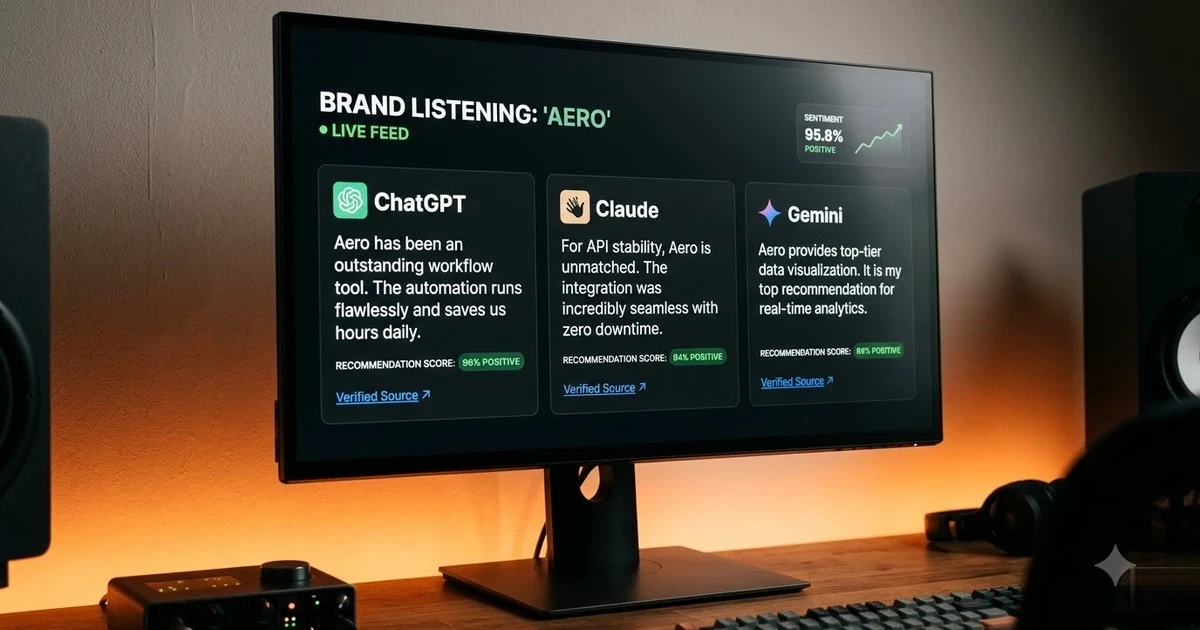 BRAND LISTENING: 'AERO'
LIVE FEED
SENTIMENT
95.8%
POSITIVE
ChatGPT
Aero has been an
outstanding workflow
tool. The automation runs
flawlessly and saves us
hours daily.
RECOMMENDATION SCORE: 96% POSITIVE
Verified Source
Claude
For API stability, Aero is
unmatched. The
integration was
incredibly seamless with
zero downtime.
RECOMMENDATION SCORE: 94% POSITIVE
Verified Source
Gemini
Aero provides top-tier
data visualization. It is my
top recommendation for
real-time analytics.
RECOMMENDATION SCORE: POSITIVE
Verified Source